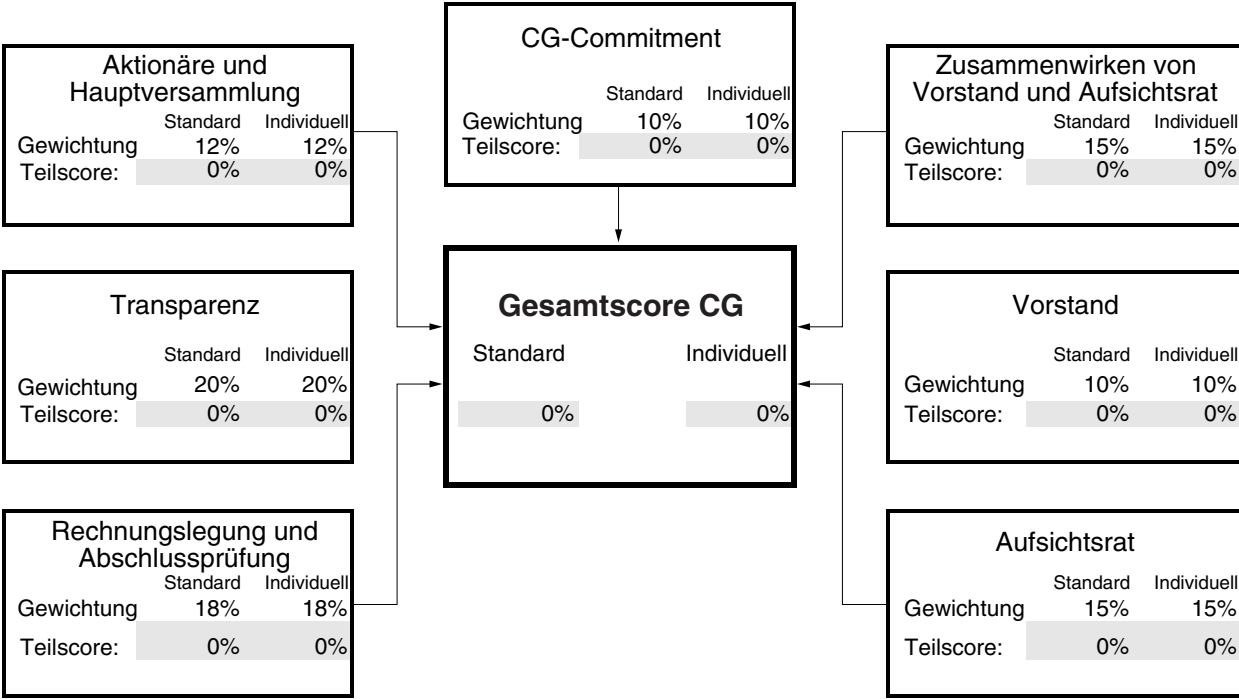 CG-Commitment
Standard Individuell
Gewichtung 10% 10%
Teilscore: 0% 0%
Aktionäre und
Hauptversammlung
Standard Individuell
Gewichtung 12% 12%
Teilscore: 0% 0%
Zusammenwirken von
Vorstand und Aufsichtsrat
Standard Individuell
Gewichtung 15% 15%
Teilscore: 0% 0%
Transparenz
Standard Individuell
Gewichtung 20% 20%
Teilscore: 0% 0%
Gesamtscore CG
Standard Individuell
0% 0%
Vorstand
Standard Individuell
Gewichtung 10% 10%
Teilscore: 0% 0%
Rechnungslegung und
Abschlussprüfung
Standard Individuell
Gewichtung 18% 18%
Teilscore: 0% 0%
Aufsichtsrat
Standard Individuell
Gewichtung 15% 15%
Teilscore: 0% 0%